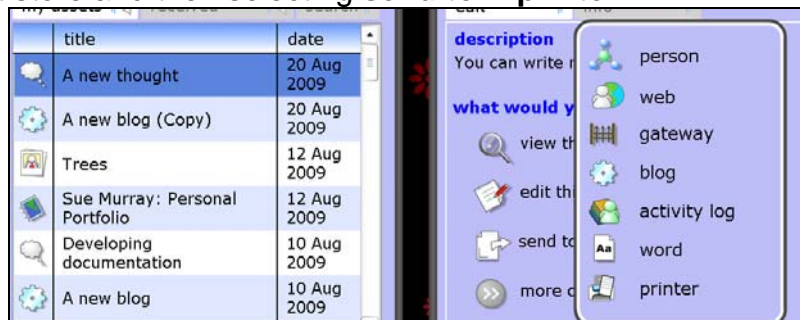 title date
A new thought 20 Aug 2009
A new blog (Copy) 20 Aug 2009
Trees 12 Aug 2009
Sue Murray: Personal Portfolio 12 Aug 2009
Developing documentation 10 Aug 2009
A new blog 10 Aug 2009
description
You can write
what would y
view th
edit thi
send to
more
person
web
gateway
blog
activity log
Aa word
printer